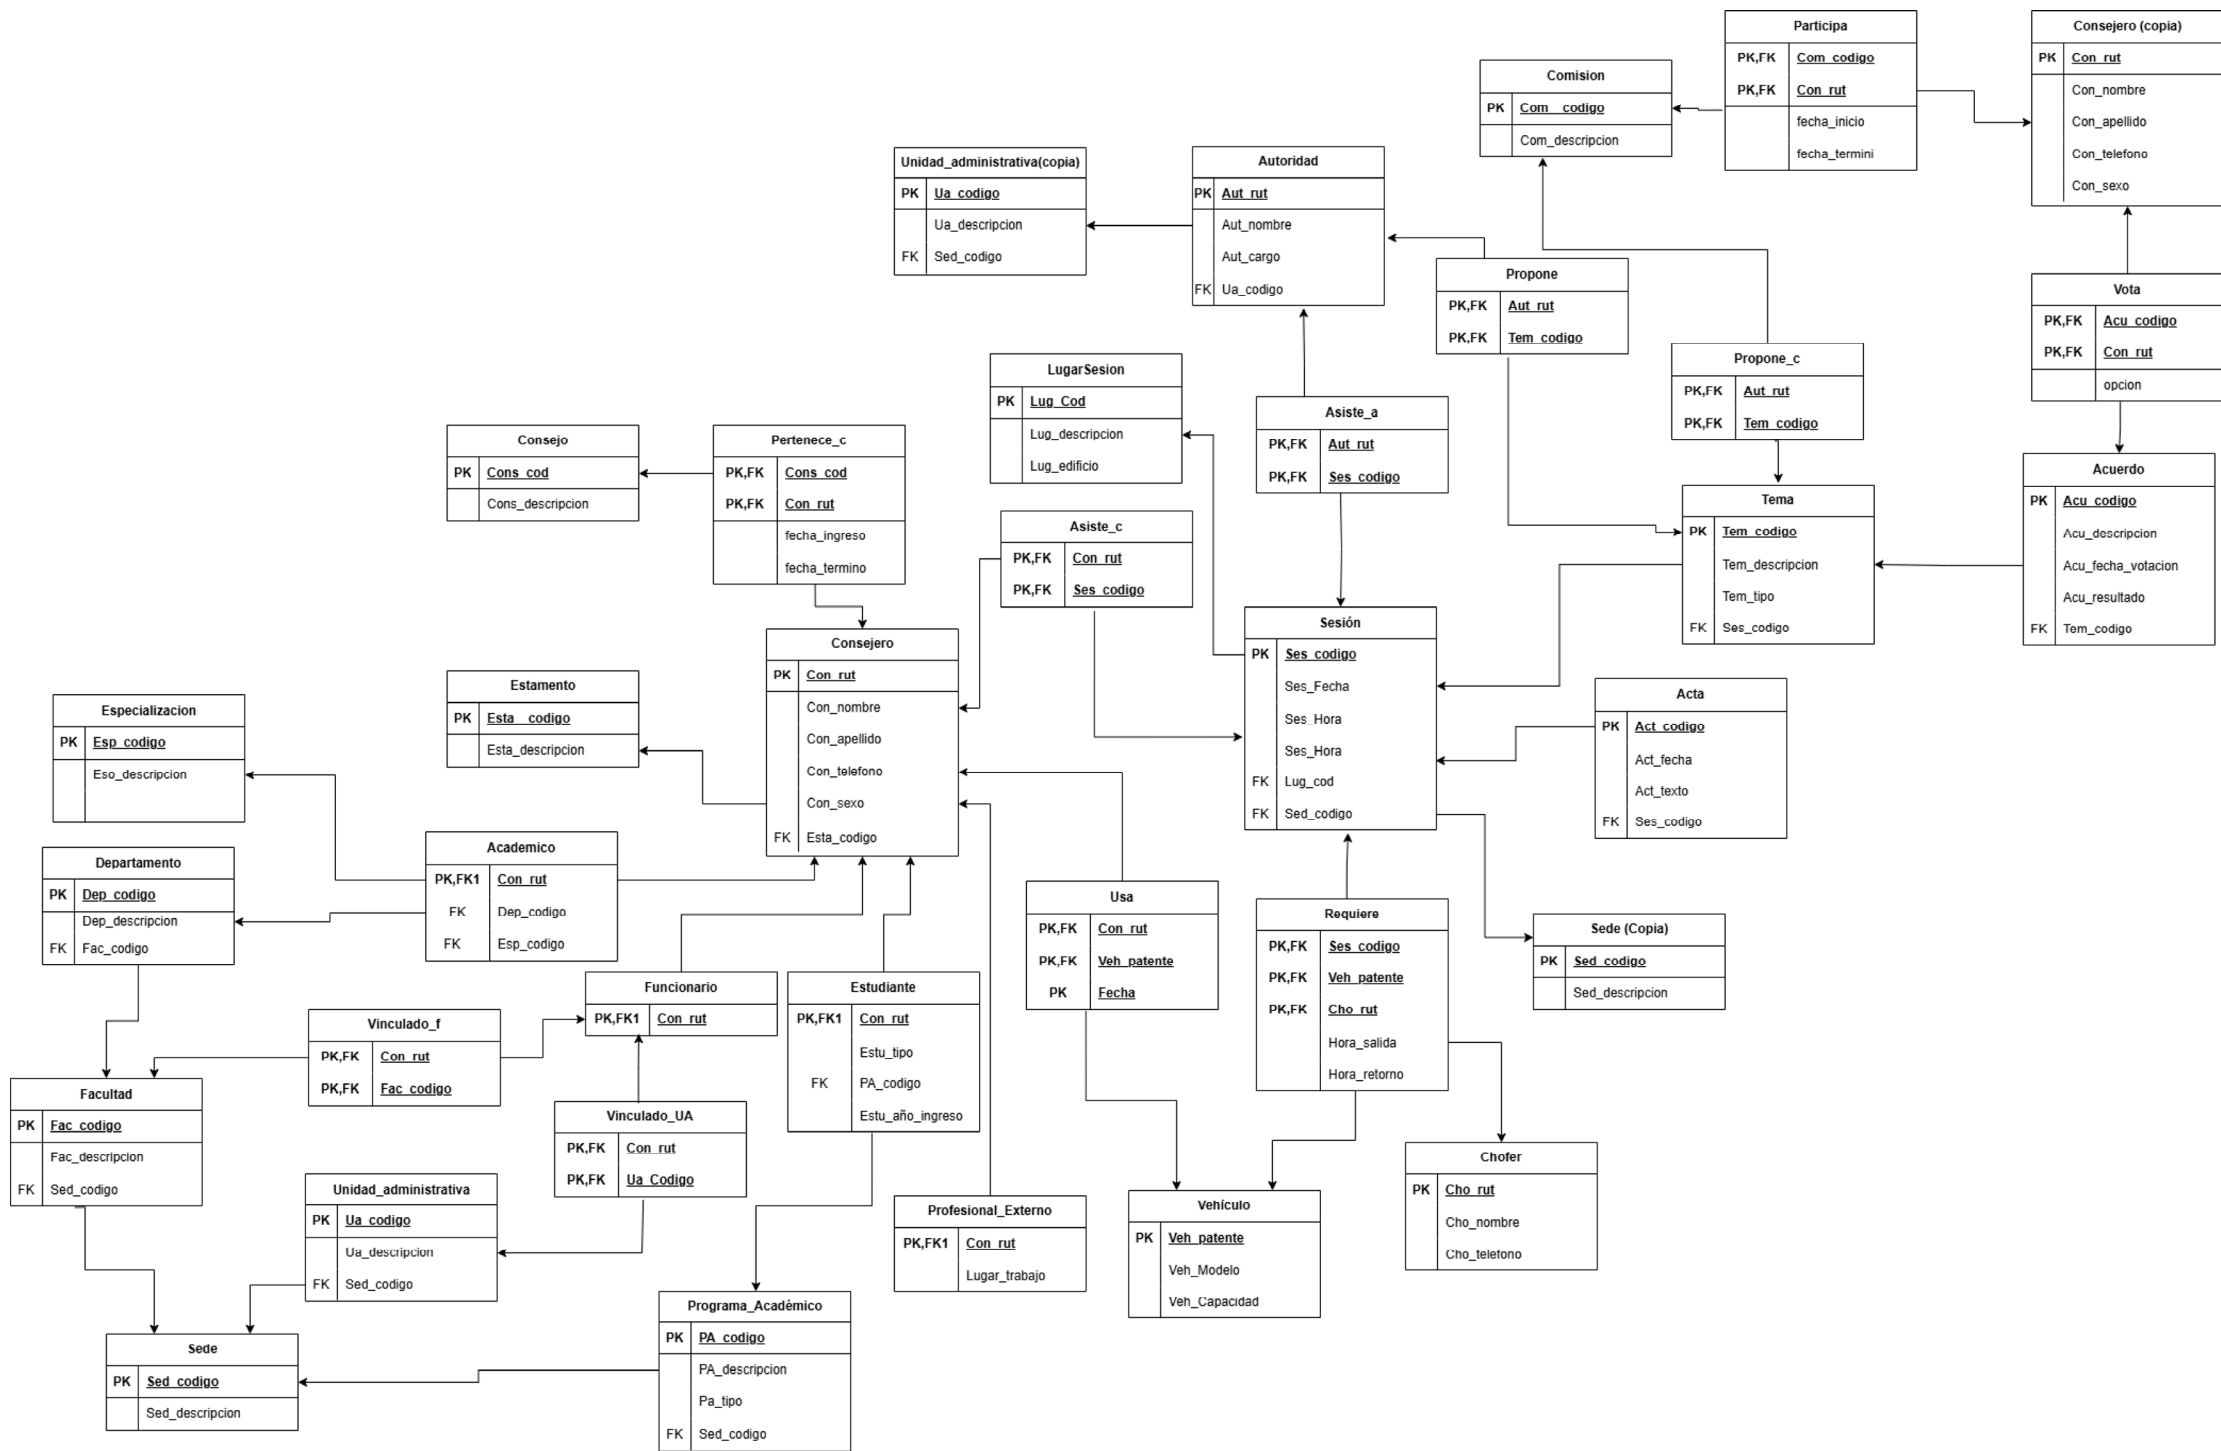 Participa
PK,FK Com_codigo
PK,FK Con_rut
fecha_inicio
fecha_termini
Consejero (copia)
PK Con_rut
Con_nombre
Con_apellido
Con_telefono
Con_sexo
Comision
PK Com__codigo
Com_descripcion
Unidad_administrativa(copia)
PK Ua_codigo
Ua_descripcion
FK Sed_codigo
Autoridad
PK Aut_rut
Aut_nombre
Aut_cargo
FK Ua_codigo
Propone
PK,FK Aut_rut
PK,FK Tem_codigo
Vota
PK,FK Acu_codigo
PK,FK Con_rut
opcion
Propone_c
PK,FK Aut_rut
PK,FK Tem_codigo
LugarSesion
PK Lug_Cod
Lug_descripcion
Lug_edificio
Asiste_a
PK,FK Aut_rut
PK,FK Ses_codigo
Consejo
PK Cons_cod
Cons_descripcion
Pertenece_c
PK,FK Cons_cod
PK,FK Con_rut
fecha_ingreso
fecha_termino
Asiste_c
PK,FK Con_rut
PK,FK Ses_codigo
Tema
PK Tem_codigo
Tem_descripcion
Tem_tipo
FK Ses_codigo
Acuerdo
PK Acu_codigo
Acu_descripcion
Acu_fecha_votacion
Acu_resultado
FK Tem_codigo
Consejero
PK Con_rut
Con_nombre
Con_apellido
Con_telefono
Con_sexo
FK Esta_codigo
Sesión
PK Ses_codigo
Ses_Fecha
Ses_Hora
Ses_Hora
FK Lug_cod
FK Sed_codigo
Estamento
PK Esta__codigo
Esta_descripcion
Acta
PK Act_codigo
Act_fecha
Act_texto
FK Ses_codigo
Especializacion
PK Esp_codigo
Eso_descripcion
Academico
PK,FK1 Con_rut
FK Dep_codigo
FK Esp_codigo
Departamento
PK Dep_codigo
Dep_descripcion
FK Fac_codigo
Usa
PK,FK Con_rut
PK,FK Veh_patente
PK Fecha
Requiere
PK,FK Ses_codigo
PK,FK Veh_patente
PK,FK Cho_rut
Hora_salida
Hora_retorno
Sede (Copia)
PK Sed_codigo
Sed_descripcion
Funcionario
PK,FK1 Con_rut
Estudiante
PK,FK1 Con_rut
Estu_tipo
FK PA_codigo
Estu_año_ingreso
Vinculado_f
PK,FK Con_rut
PK,FK Fac_codigo
Facultad
PK Fac_codigo
Fac_descripcion
FK Sed_codigo
Vinculado_UA
PK,FK Con_rut
PK,FK Ua_Codigo
Chofer
PK Cho_rut
Cho_nombre
Cho_telefono
Unidad_administrativa
PK Ua_codigo
Ua_descripcion
FK Sed_codigo
Profesional_Externo
PK,FK1 Con_rut
Lugar_trabajo
Vehículo
PK Veh_patente
Veh_Modelo
Veh_Capacidad
Programa_Académico
PK PA_codigo
PA_descripcion
Pa_tipo
FK Sed_codigo
Sede
PK Sed_codigo
Sed_descripcion